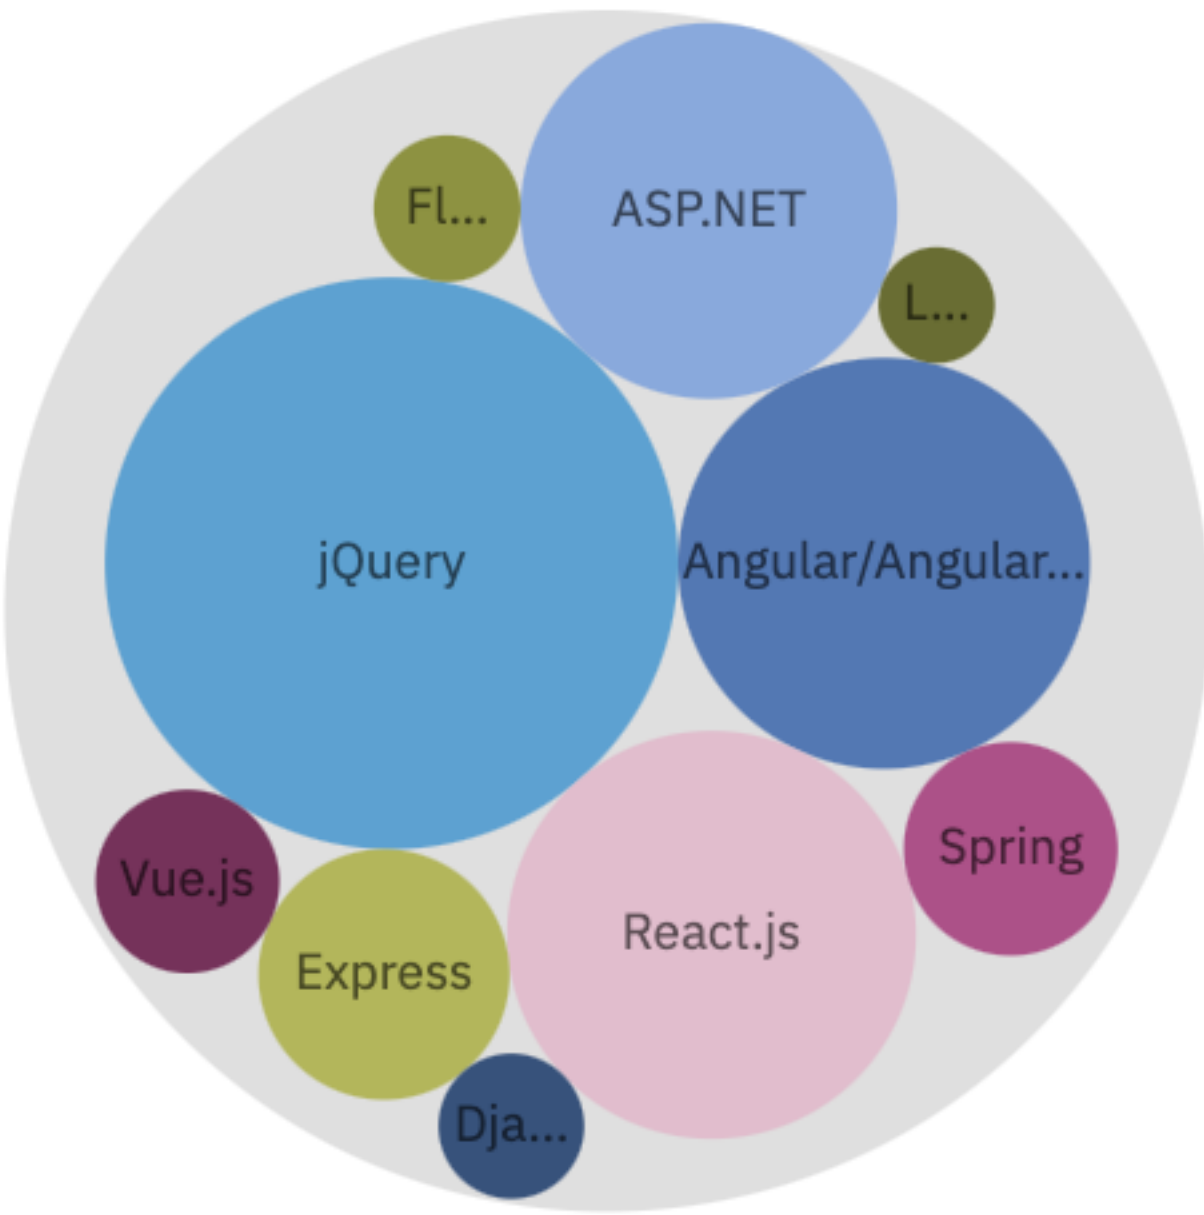 ASP.NET
Fl...
L...
jQuery
Angular/Angular...
Spring
Vue.js
React.js
Express
Dja...